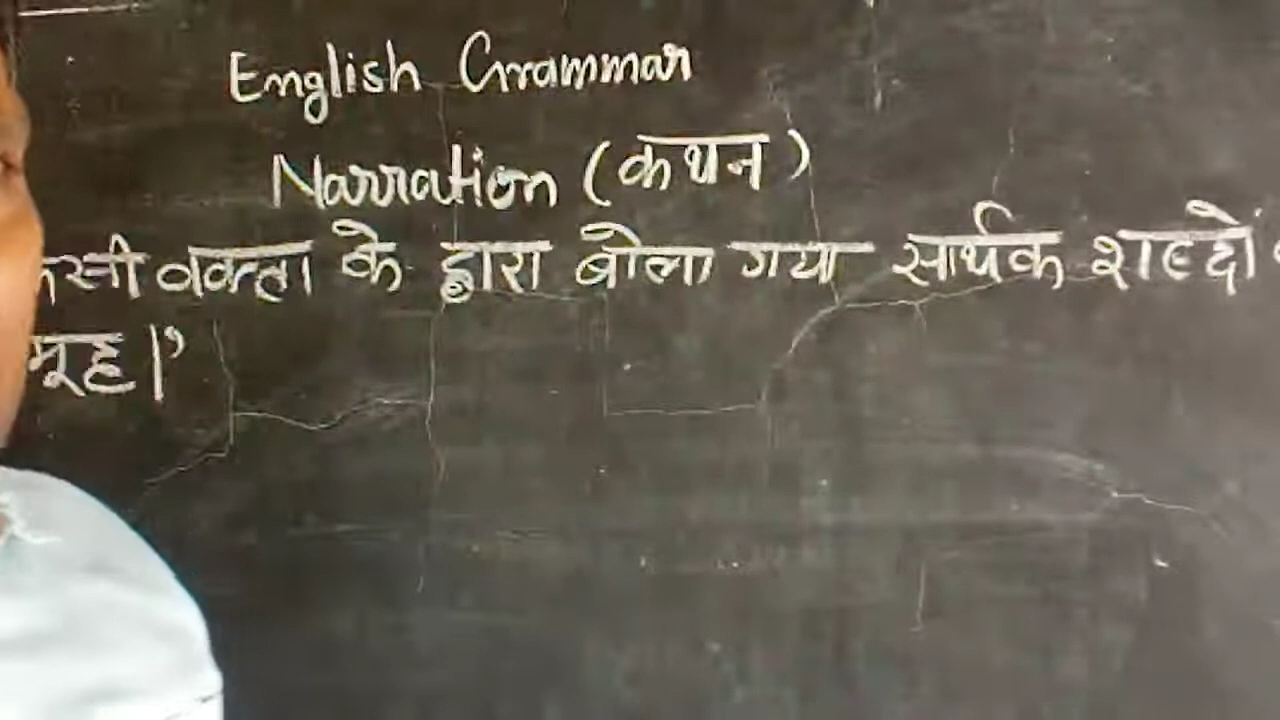 English Grammar
Narration (कथन)
वक्ता के द्वारा बोला गया सार्थक शब्दों